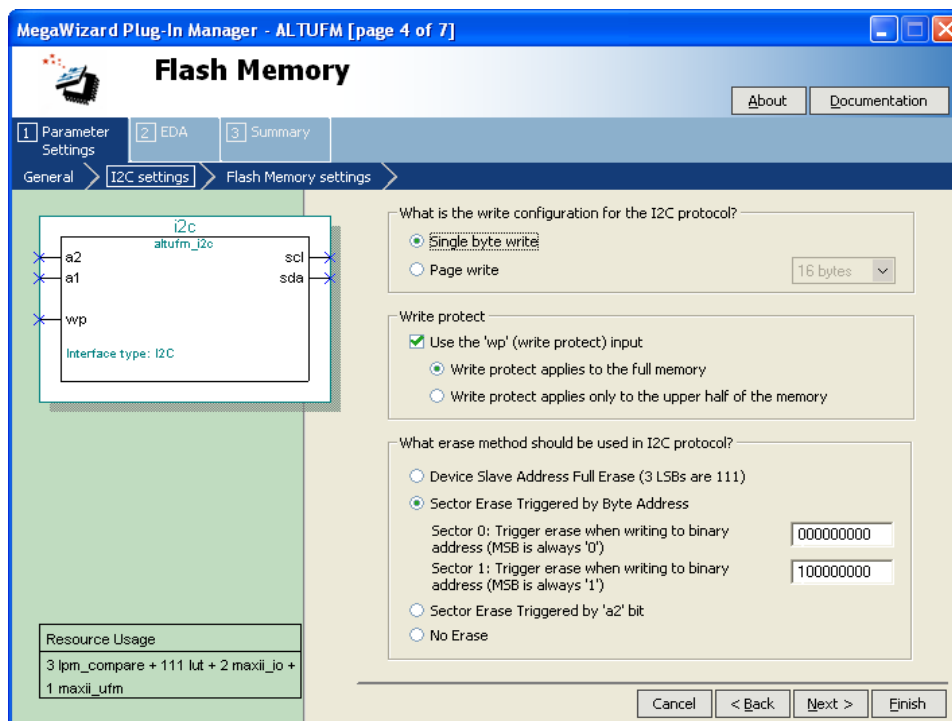 MegaWizard Plug-In Manager - ALTUFM [page 4 of 7]
Flash Memory
About
Documentation
1 Parameter Settings
2 EDA
3 Summary
General
I2C settings
Flash Memory settings
i2c
altufm_i2c
a2
scl
a1
sda
wp
Interface type: I2C
Resource Usage
3 lpm_compare + 111 lut + 2 maxii_io +
1 maxii_ufm
What is the write configuration for the I2C protocol?
Single byte write
Page write
16 bytes
Write protect
Use the 'wp' (write protect) input
Write protect applies to the full memory
Write protect applies only to the upper half of the memory
What erase method should be used in I2C protocol?
Device Slave Address Full Erase (3 LSBs are 111)
Sector Erase Triggered by Byte Address
Sector 0: Trigger erase when writing to binary
address (MSB is always '0')
000000000
Sector 1: Trigger erase when writing to binary
address (MSB is always '1')
100000000
Sector Erase Triggered by 'a2' bit
No Erase
Cancel
< Back
Next >
Finish